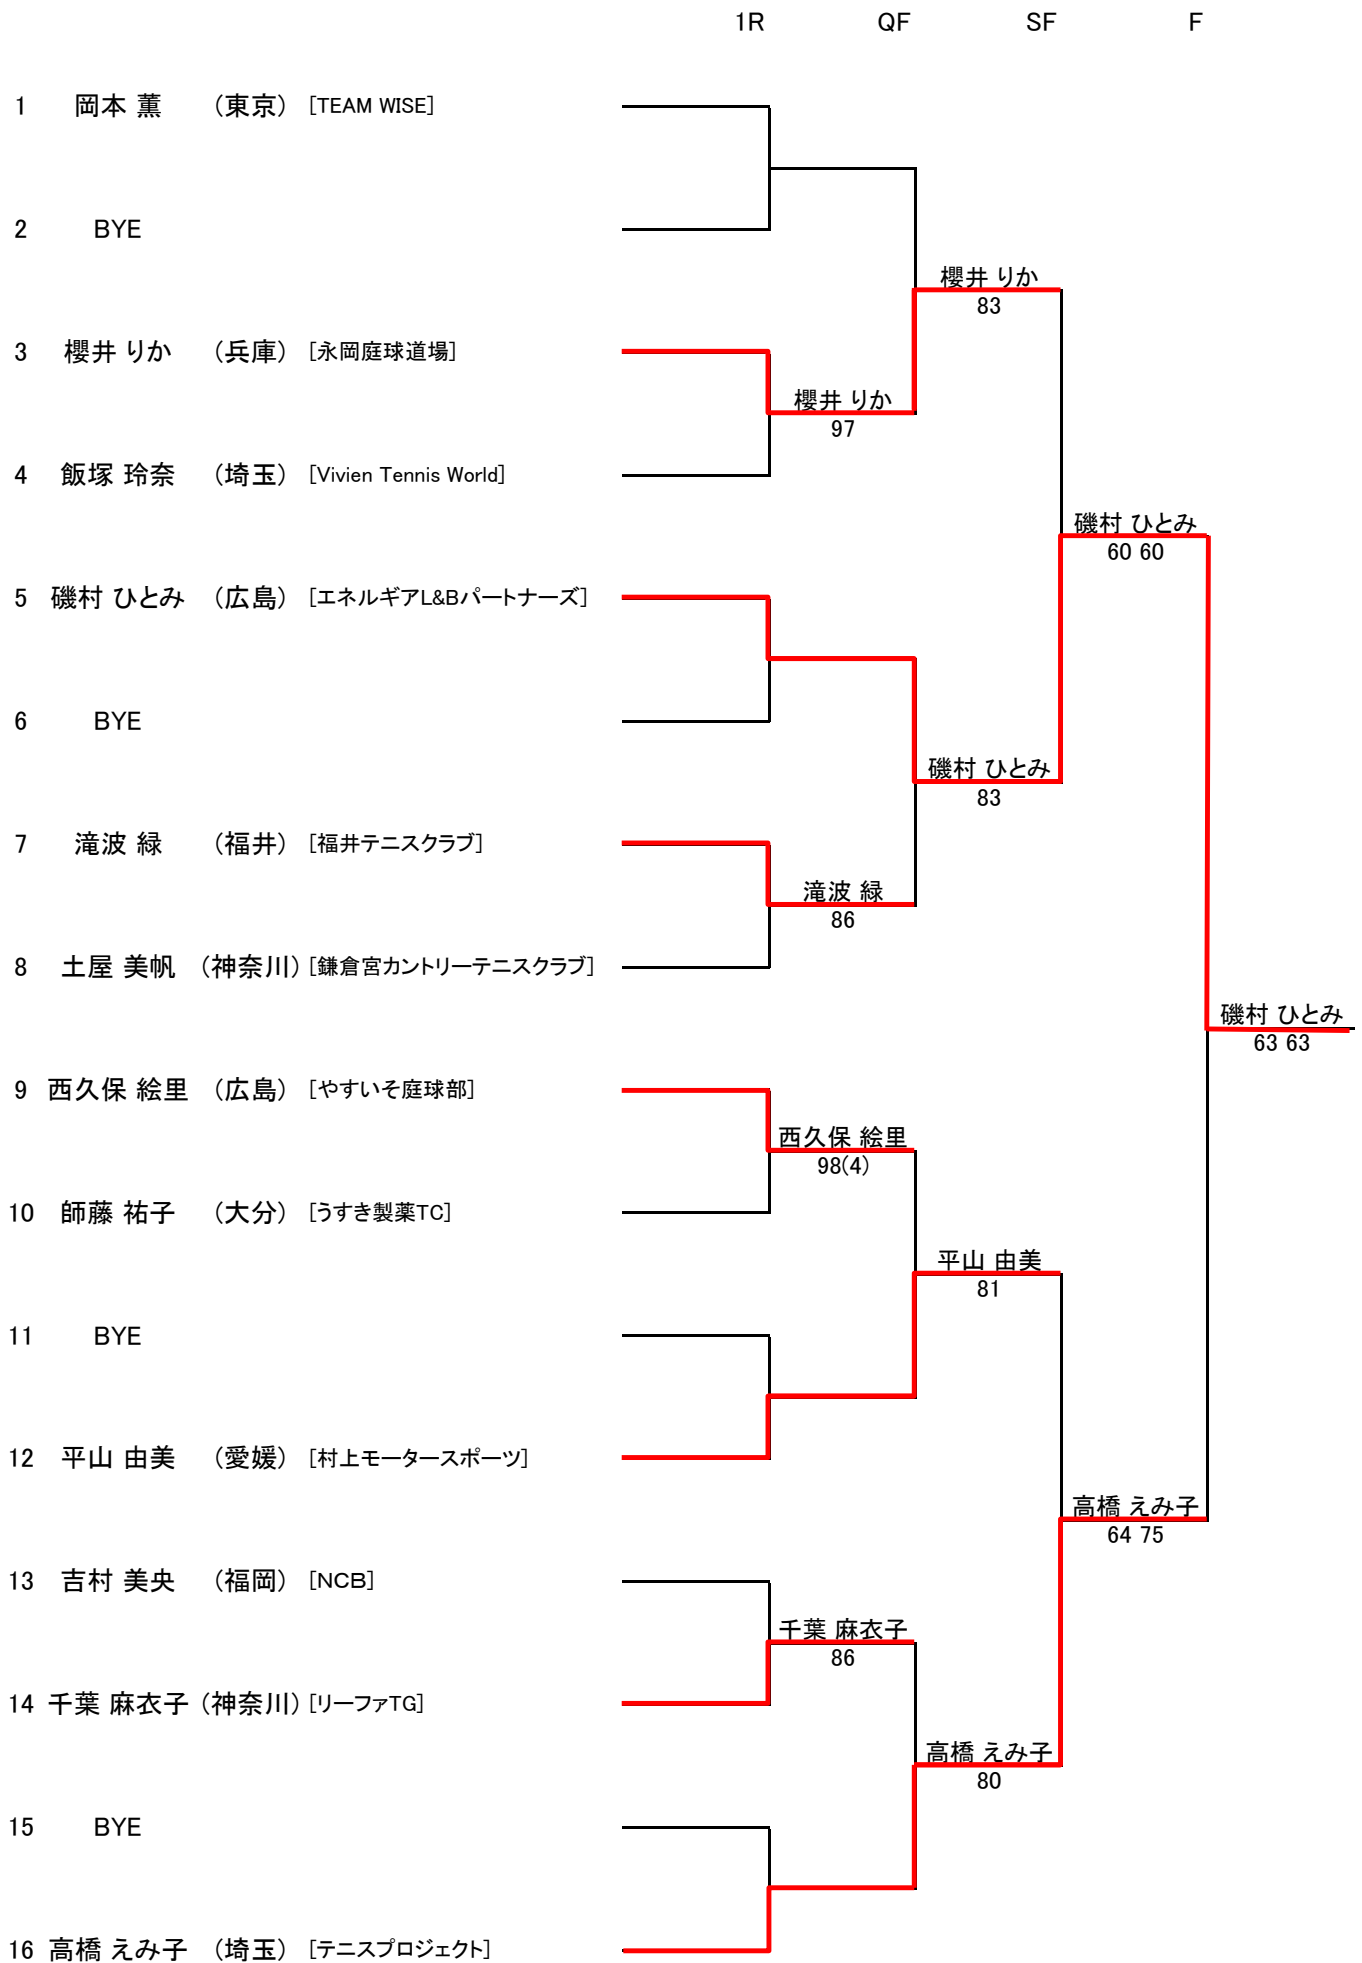 1R QF SF F
1 岡本 薫 （東京） [TEAM WISE]
2 BYE
櫻井 りか
83
3 櫻井 りか （兵庫） [永岡庭球道場]
櫻井 りか
97
4 飯塚 玲奈 （埼玉） [Vivien Tennis World]
磯村 ひとみ
60 60
5 磯村 ひとみ （広島） [エネルギアL&Bパートナーズ]
6 BYE
磯村 ひとみ
83
7 滝波 緑 （福井） [福井テニスクラブ]
滝波 緑
86
8 土屋 美帆 （神奈川） [鎌倉宮カントリーテニスクラブ]
磯村 ひとみ
63 63
9 西久保 絵里 （広島） [やすいそ庭球部]
西久保 絵里
98(4)
10 師藤 祐子 （大分） [うすき製薬TC]
平山 由美
81
11 BYE
12 平山 由美 （愛媛） [村上モータースポーツ]
高橋 えみ子
64 75
13 吉村 美央 （福岡） [NCB]
千葉 麻衣子
86
14 千葉 麻衣子 （神奈川） [リーファTG]
高橋 えみ子
80
15 BYE
16 高橋 えみ子 （埼玉） [テニスプロジェクト]